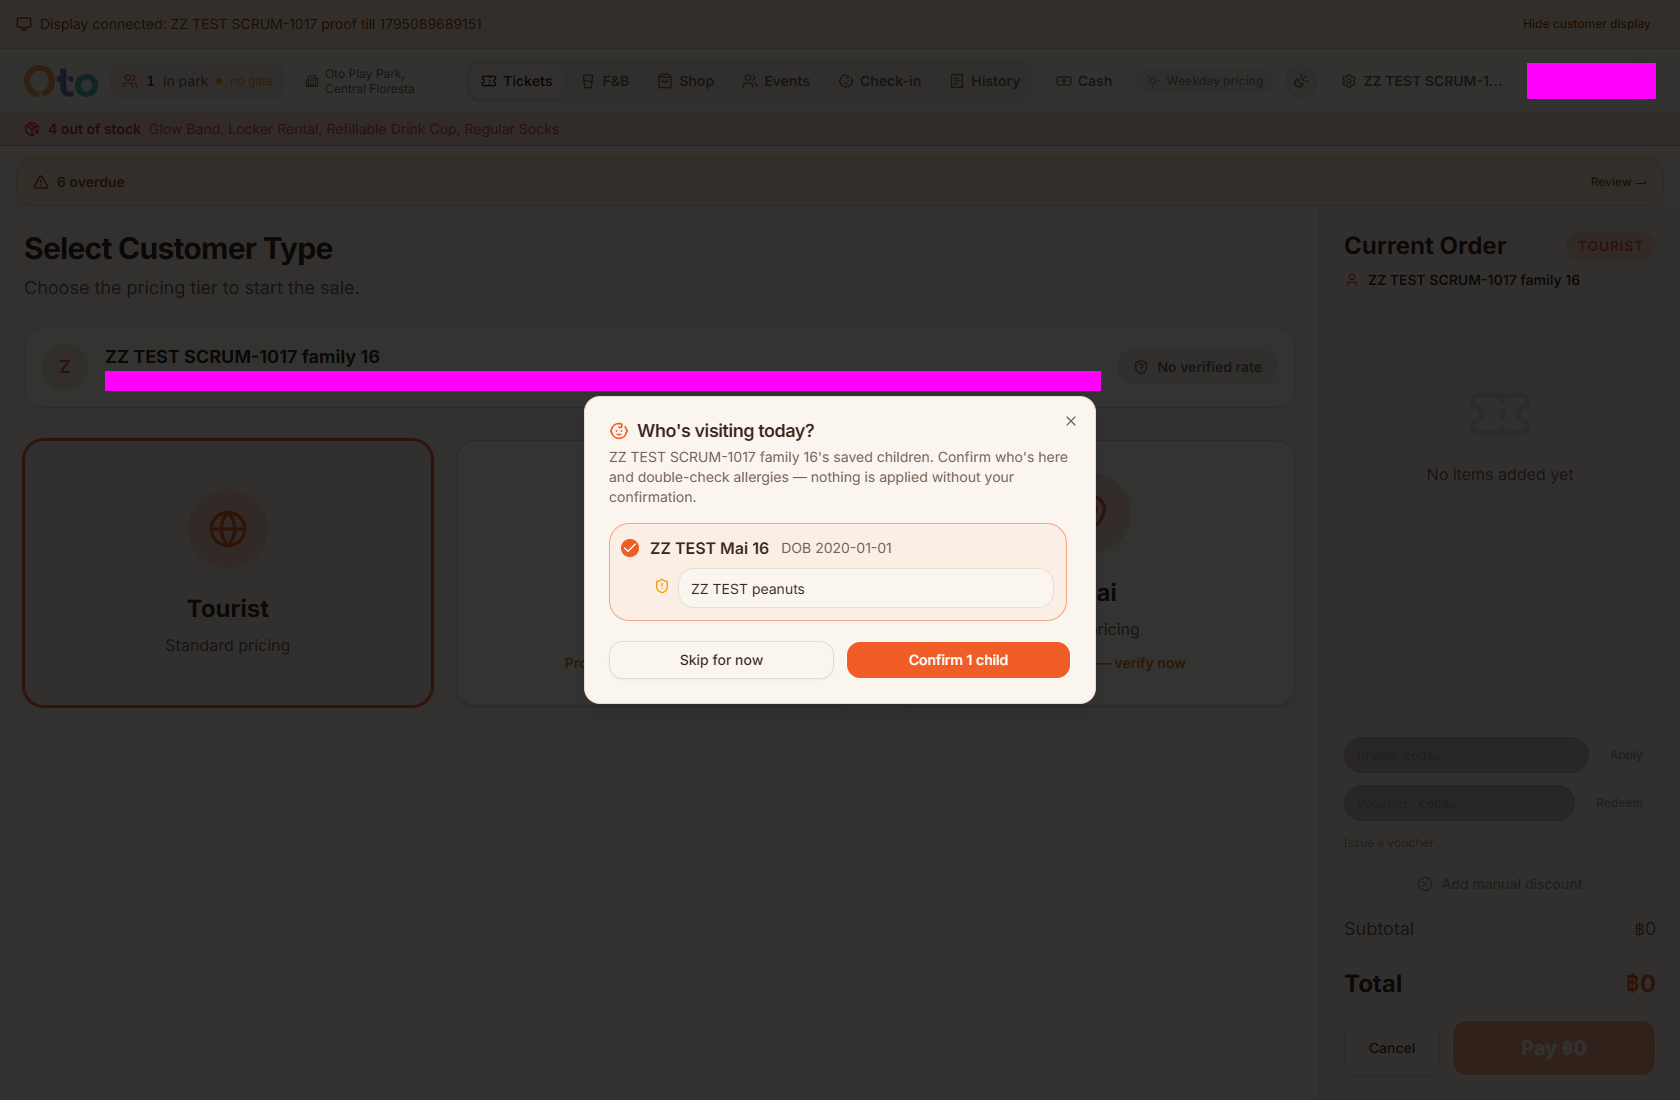 Display connected: ZZ TEST SCRUM-1017 proof till 1795089689151
Hide customer display
Oto
1 in park • no gate
Oto Play Park,
Central Floresta
Tickets
F&B
Shop
Events
Check-in
History
Cash
Weekday pricing
ZZ TEST SCRUM-1...
4 out of stock Glow Band, Locker Rental, Refillable Drink Cup, Regular Socks
6 overdue
Review →
Select Customer Type
Choose the pricing tier to start the sale.
Z
ZZ TEST SCRUM-1017 family 16
No verified rate
Tourist
Standard pricing
Who's visiting today?
ZZ TEST SCRUM-1017 family 16's saved children. Confirm who's here
and double-check allergies — nothing is applied without your
confirmation.
ZZ TEST Mai 16 DOB 2020-01-01
ZZ TEST peanuts
Skip for now
Confirm 1 child
— verify now
Current Order
TOURIST
ZZ TEST SCRUM-1017 family 16
No items added yet
Promo code…
Apply
Voucher code…
Redeem
Issue a voucher…
Add manual discount
Subtotal
฿0
Total
฿0
Cancel
Pay ฿0